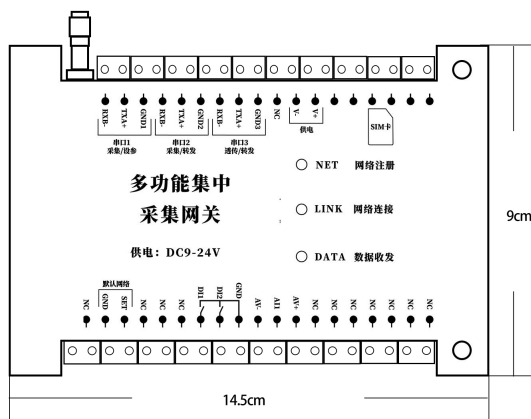 RXB-
TXA+
GND1
RXB-
TXA+
GND2
RXB-
TXA+
GND3
NC
V-
V+
串口1
采集/设参
串口2
采集/转发
串口3
透传/转发
供电
SIM卡
多功能集中
采集网关
供电：DC9-24V
NET 网络注册
LINK 网络连接
DATA 数据收发
默认网络
NC
GND
SET
NC
NC
NC
DI1
DI2
GND
AV-
AI1
AV+
NC
NC
NC
NC
NC
NC
NC
9cm
14.5cm